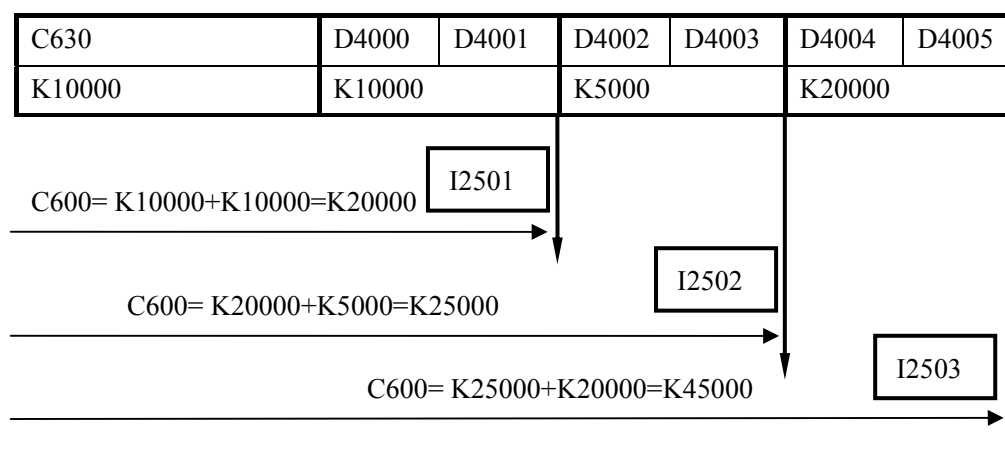 C630 D4000 D4001 D4002 D4003 D4004 D4005
K10000 K10000 K5000 K20000
I2501
C600= K10000+K10000=K20000
I2502
C600= K20000+K5000=K25000
I2503
C600= K25000+K20000=K45000